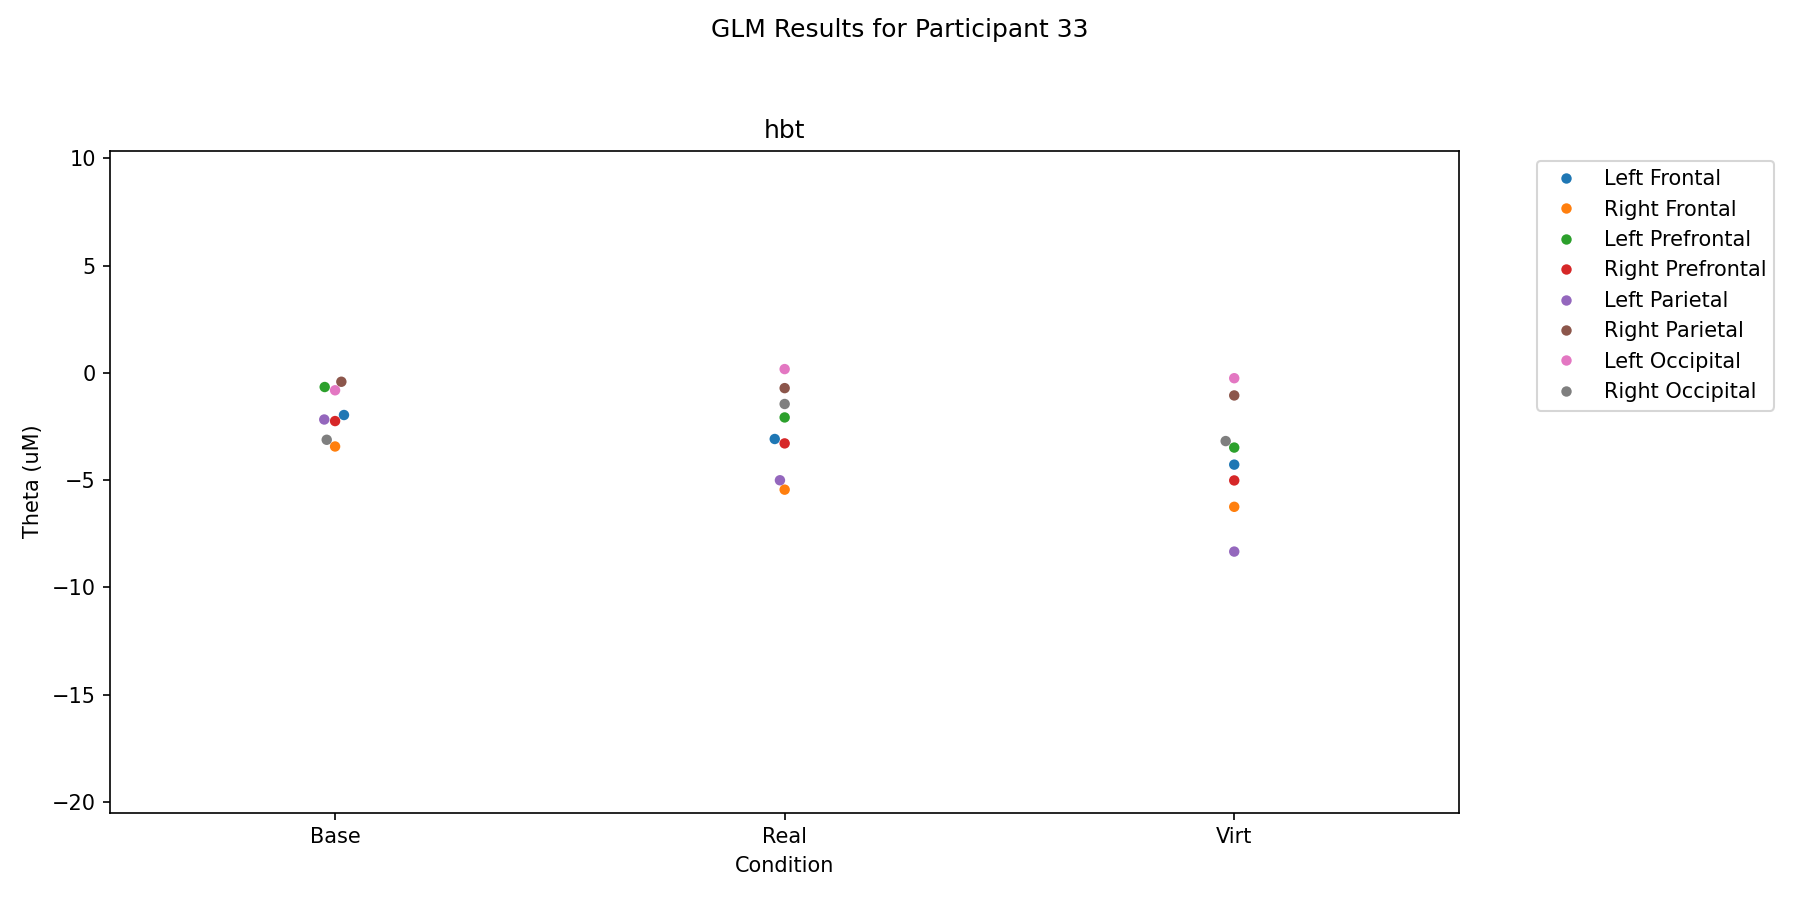 GLM Results for Participant 33
hbt
10
5
0
−5
−10
−15
−20
Theta (uM)
Base
Real
Virt
Condition
Left Frontal
Right Frontal
Left Prefrontal
Right Prefrontal
Left Parietal
Right Parietal
Left Occipital
Right Occipital